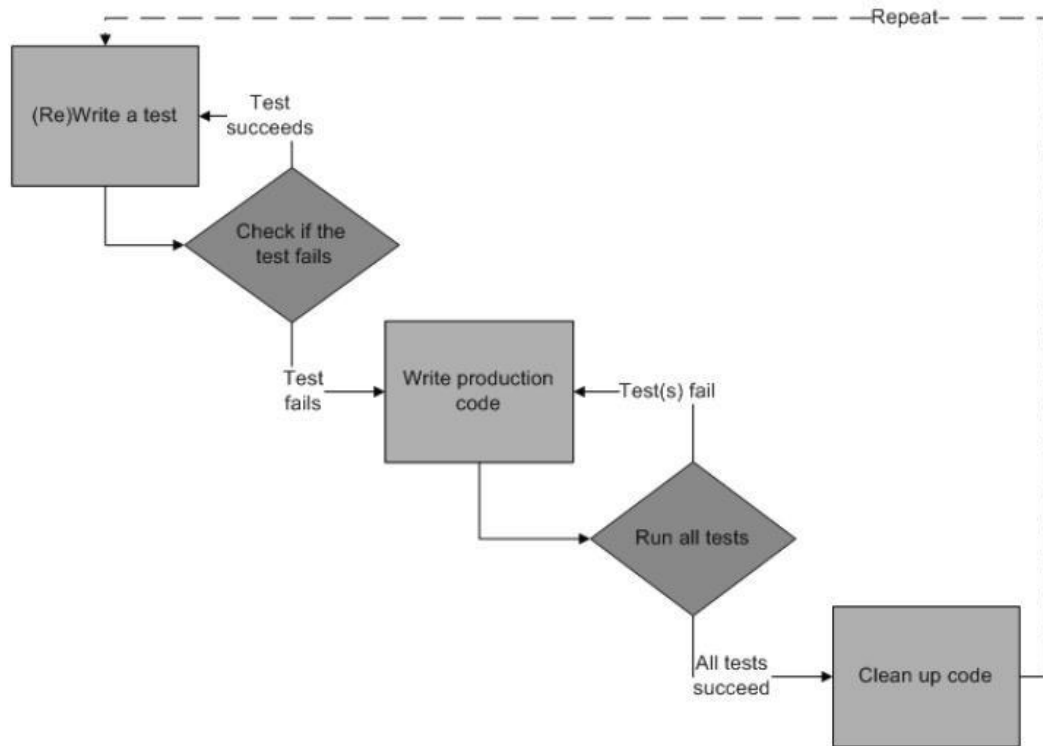 Repeat
(Re)Write a test
Test
succeeds
Check if the
test fails
Test
fails
Write production
code
Test(s) fail
Run all tests
All tests
succeed
Clean up code